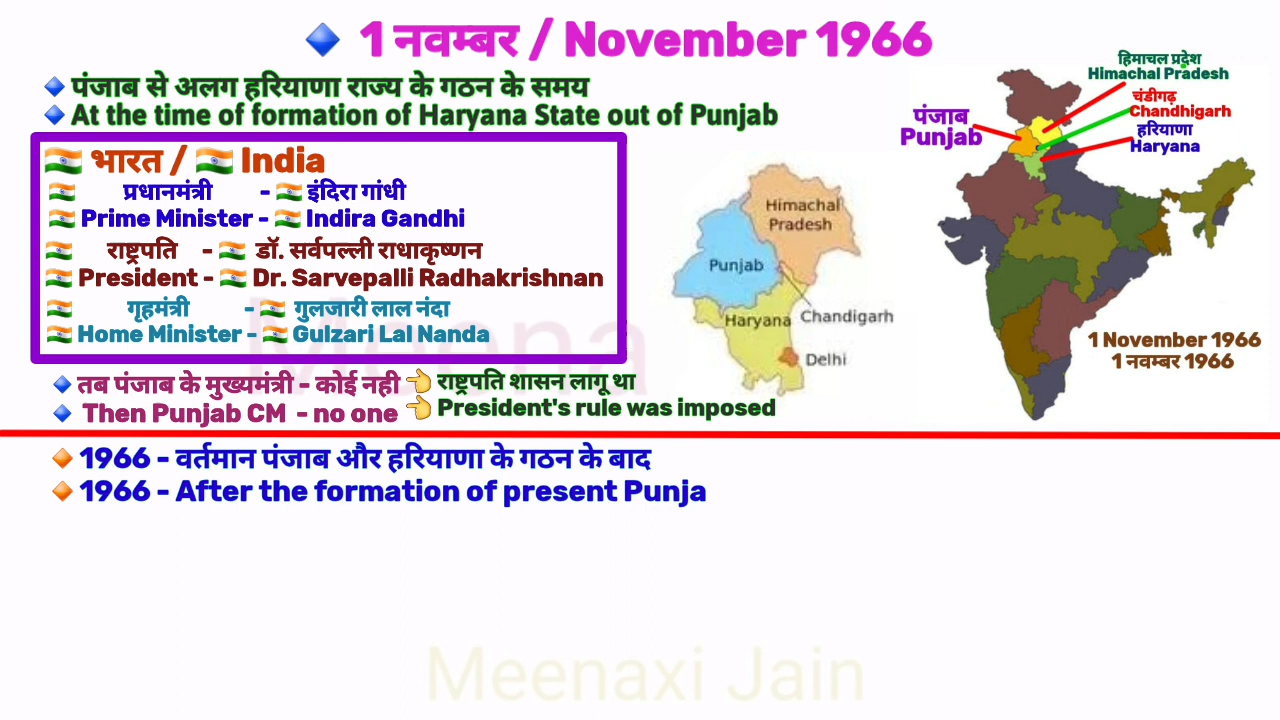 1 नवम्बर / November 1966
पंजाब से अलग हरियाणा राज्य के गठन के समय
At the time of formation of Haryana State out of Punjab
भारत / India
प्रधानमंत्री - इंदिरा गांधी
Prime Minister - Indira Gandhi
राष्ट्रपति - डॉ. सर्वपल्ली राधाकृष्णन
President - Dr. Sarvepalli Radhakrishnan
गृहमंत्री - गुलजारी लाल नंदा
Home Minister - Gulzari Lal Nanda
तब पंजाब के मुख्यमंत्री - कोई नही राष्ट्रपति शासन लागू था
Then Punjab CM - no one President's rule was imposed
Himachal
Pradesh
Punjab
Haryana
Chandigarh
Delhi
हिमाचल प्रदेश
Himachal Pradesh
चंडीगढ़
Chandhigarh
हरियाणा
Haryana
पंजाब
Punjab
1 November 1966
1 नवम्बर 1966
1966 - वर्तमान पंजाब और हरियाणा के गठन के बाद
1966 - After the formation of present Punja
Meena
Meenaxi Jain